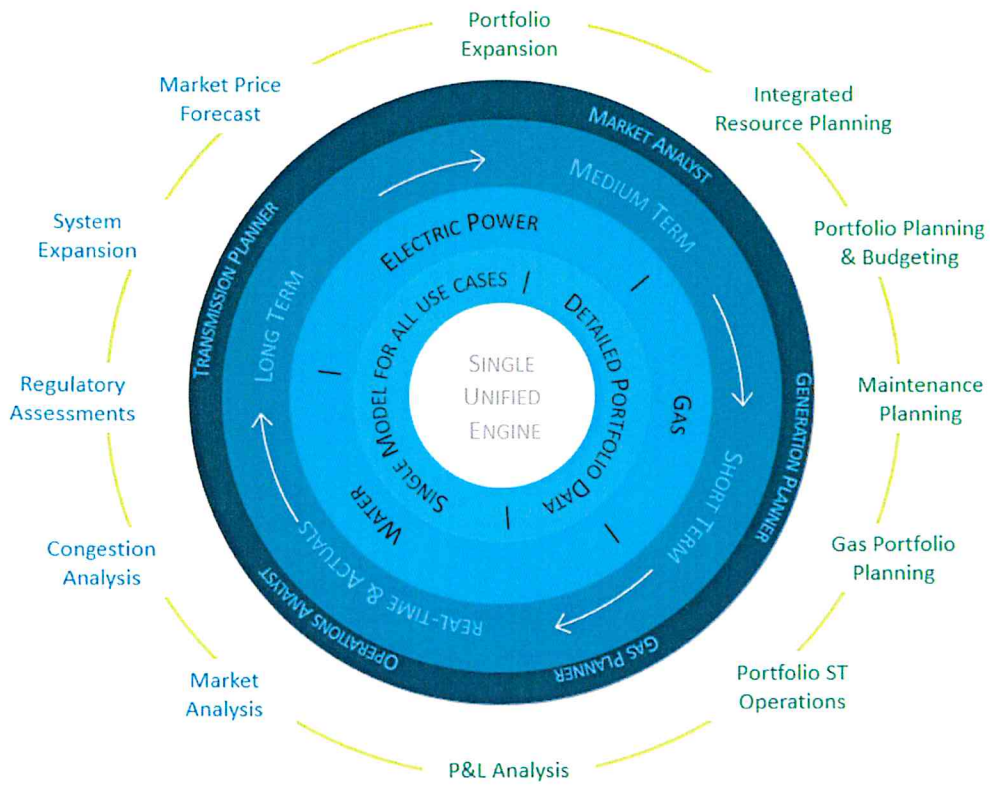 Portfolio
Expansion
Integrated
Resource Planning
Portfolio Planning
& Budgeting
Maintenance
Planning
Gas Portfolio
Planning
Portfolio ST
Operations
P&L Analysis
Market
Analysis
Congestion
Analysis
Regulatory
Assessments
System
Expansion
Market Price
Forecast
MARKET ANALYST
GENERATION PLANNER
GAS PLANNER
OPERATIONS ANALYST
TRANSMISSION PLANNER
MEDIUM TERM
SHORT TERM
REAL-TIME & ACTUALS
LONG TERM
ELECTRIC POWER
GAS
WATER
SINGLE MODEL FOR ALL USE CASES
DETAILED PORTFOLIO DATA
SINGLE
UNIFIED
ENGINE